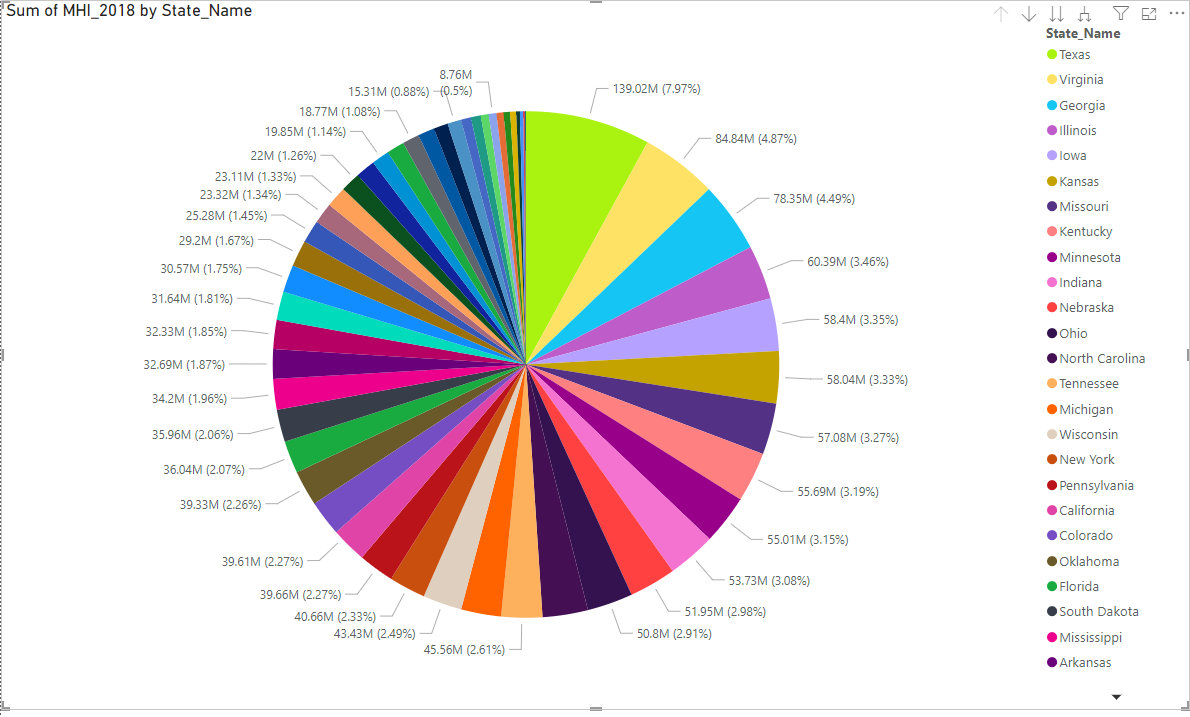 Sum of MHI_2018 by State_Name
8.76M
(0.5%)
15.31M (0.88%)
18.77M (1.08%)
19.85M (1.14%)
22M (1.26%)
23.11M (1.33%)
23.32M (1.34%)
25.28M (1.45%)
29.2M (1.67%)
30.57M (1.75%)
31.64M (1.81%)
32.33M (1.85%)
32.69M (1.87%)
34.2M (1.96%)
35.96M (2.06%)
36.04M (2.07%)
39.33M (2.26%)
39.61M (2.27%)
39.66M (2.27%)
40.66M (2.33%)
43.43M (2.49%)
45.56M (2.61%)
139.02M (7.97%)
84.84M (4.87%)
78.35M (4.49%)
60.39M (3.46%)
58.4M (3.35%)
58.04M (3.33%)
57.08M (3.27%)
55.69M (3.19%)
55.01M (3.15%)
53.73M (3.08%)
51.95M (2.98%)
50.8M (2.91%)
State_Name
Texas
Virginia
Georgia
Illinois
Iowa
Kansas
Missouri
Kentucky
Minnesota
Indiana
Nebraska
Ohio
North Carolina
Tennessee
Michigan
Wisconsin
New York
Pennsylvania
California
Colorado
Oklahoma
Florida
South Dakota
Mississippi
Arkansas